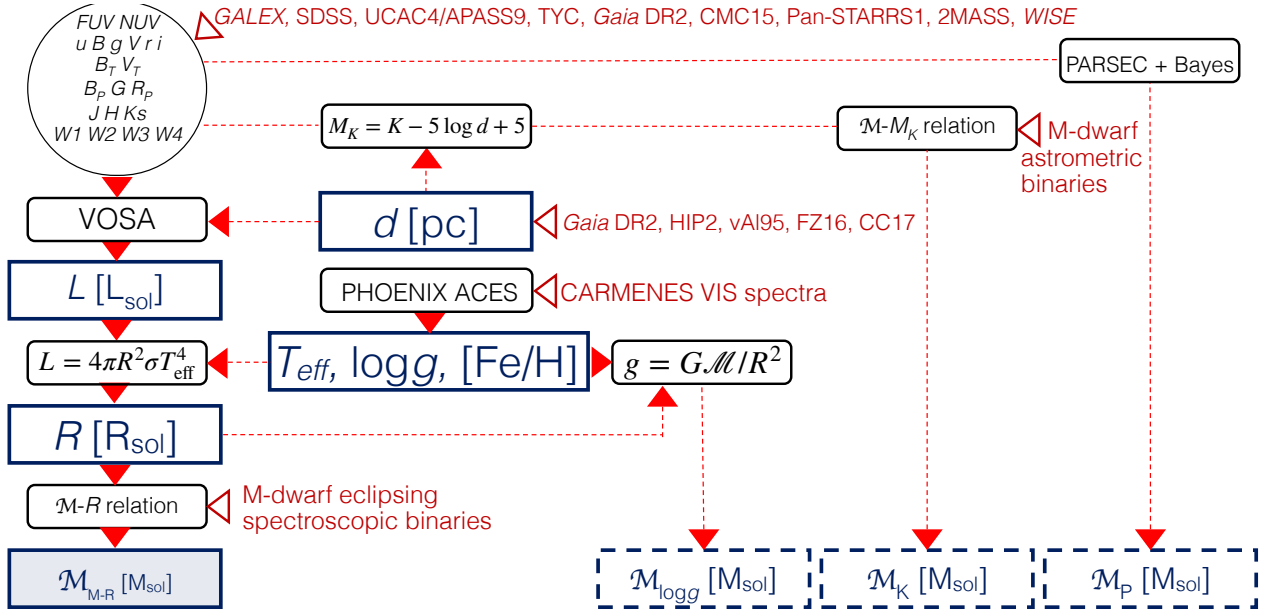 GALEX, SDSS, UCAC4/APASS9, TYC, Gaia DR2, CMC15, Pan-STARRS1, 2MASS, WISE
FUV NUV
u B g V r i
B_T V_T
B_P G R_P
J H Ks
W1 W2 W3 W4
PARSEC + Bayes
M_K = K − 5 log d + 5
ℳ-M_K relation
M-dwarf
astrometric
binaries
VOSA
d [pc]
Gaia DR2, HIP2, vAl95, FZ16, CC17
L [L_sol]
PHOENIX ACES
CARMENES VIS spectra
L = 4πR²σT_eff⁴
T_eff, logg, [Fe/H]
g = Gℳ/R²
R [R_sol]
ℳ-R relation
M-dwarf eclipsing
spectroscopic binaries
ℳ_M-R [M_sol]
ℳ_logg [M_sol]
ℳ_K [M_sol]
ℳ_P [M_sol]